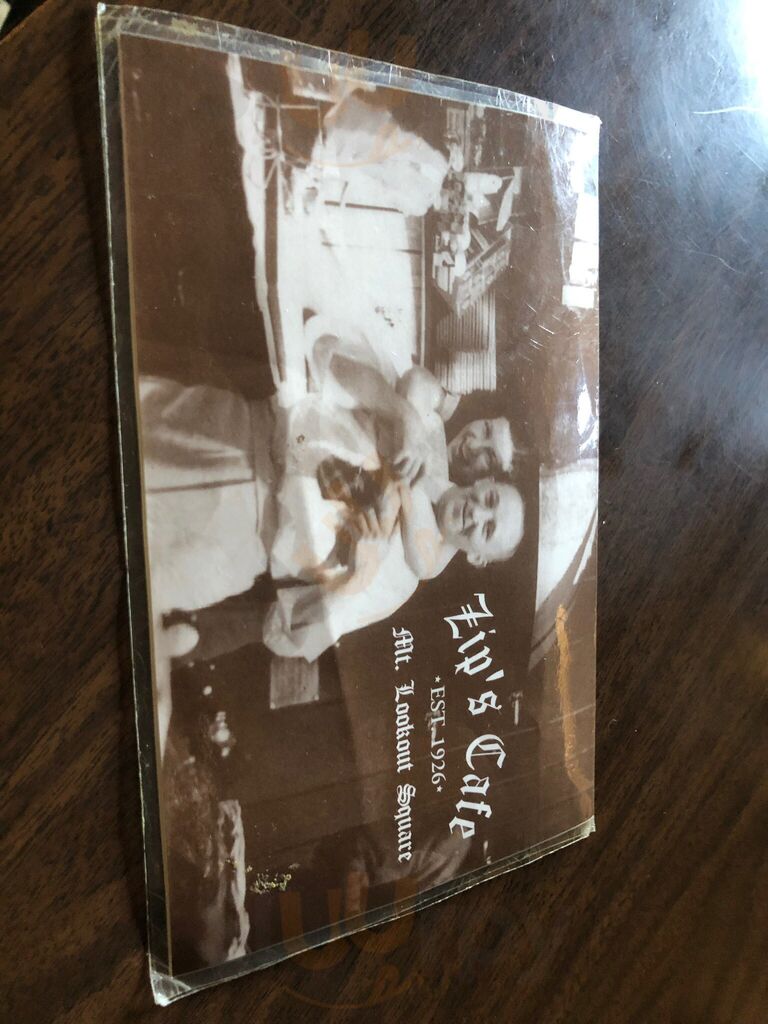 Zip's Cafe
* EST. 1926 *
Mt. Lookout Square